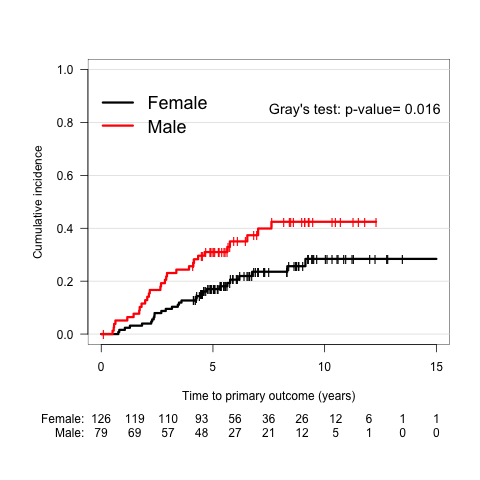 1.0
Female
Gray's test: p-value= 0.016
Male
0.8
0.6
Cumulative incidence
0.4
0.2
0.0
0 5 10 15
Time to primary outcome (years)
Female: 126 119 110 93 56 36 26 12 6 1 1
Male: 79 69 57 48 27 21 12 5 1 0 0